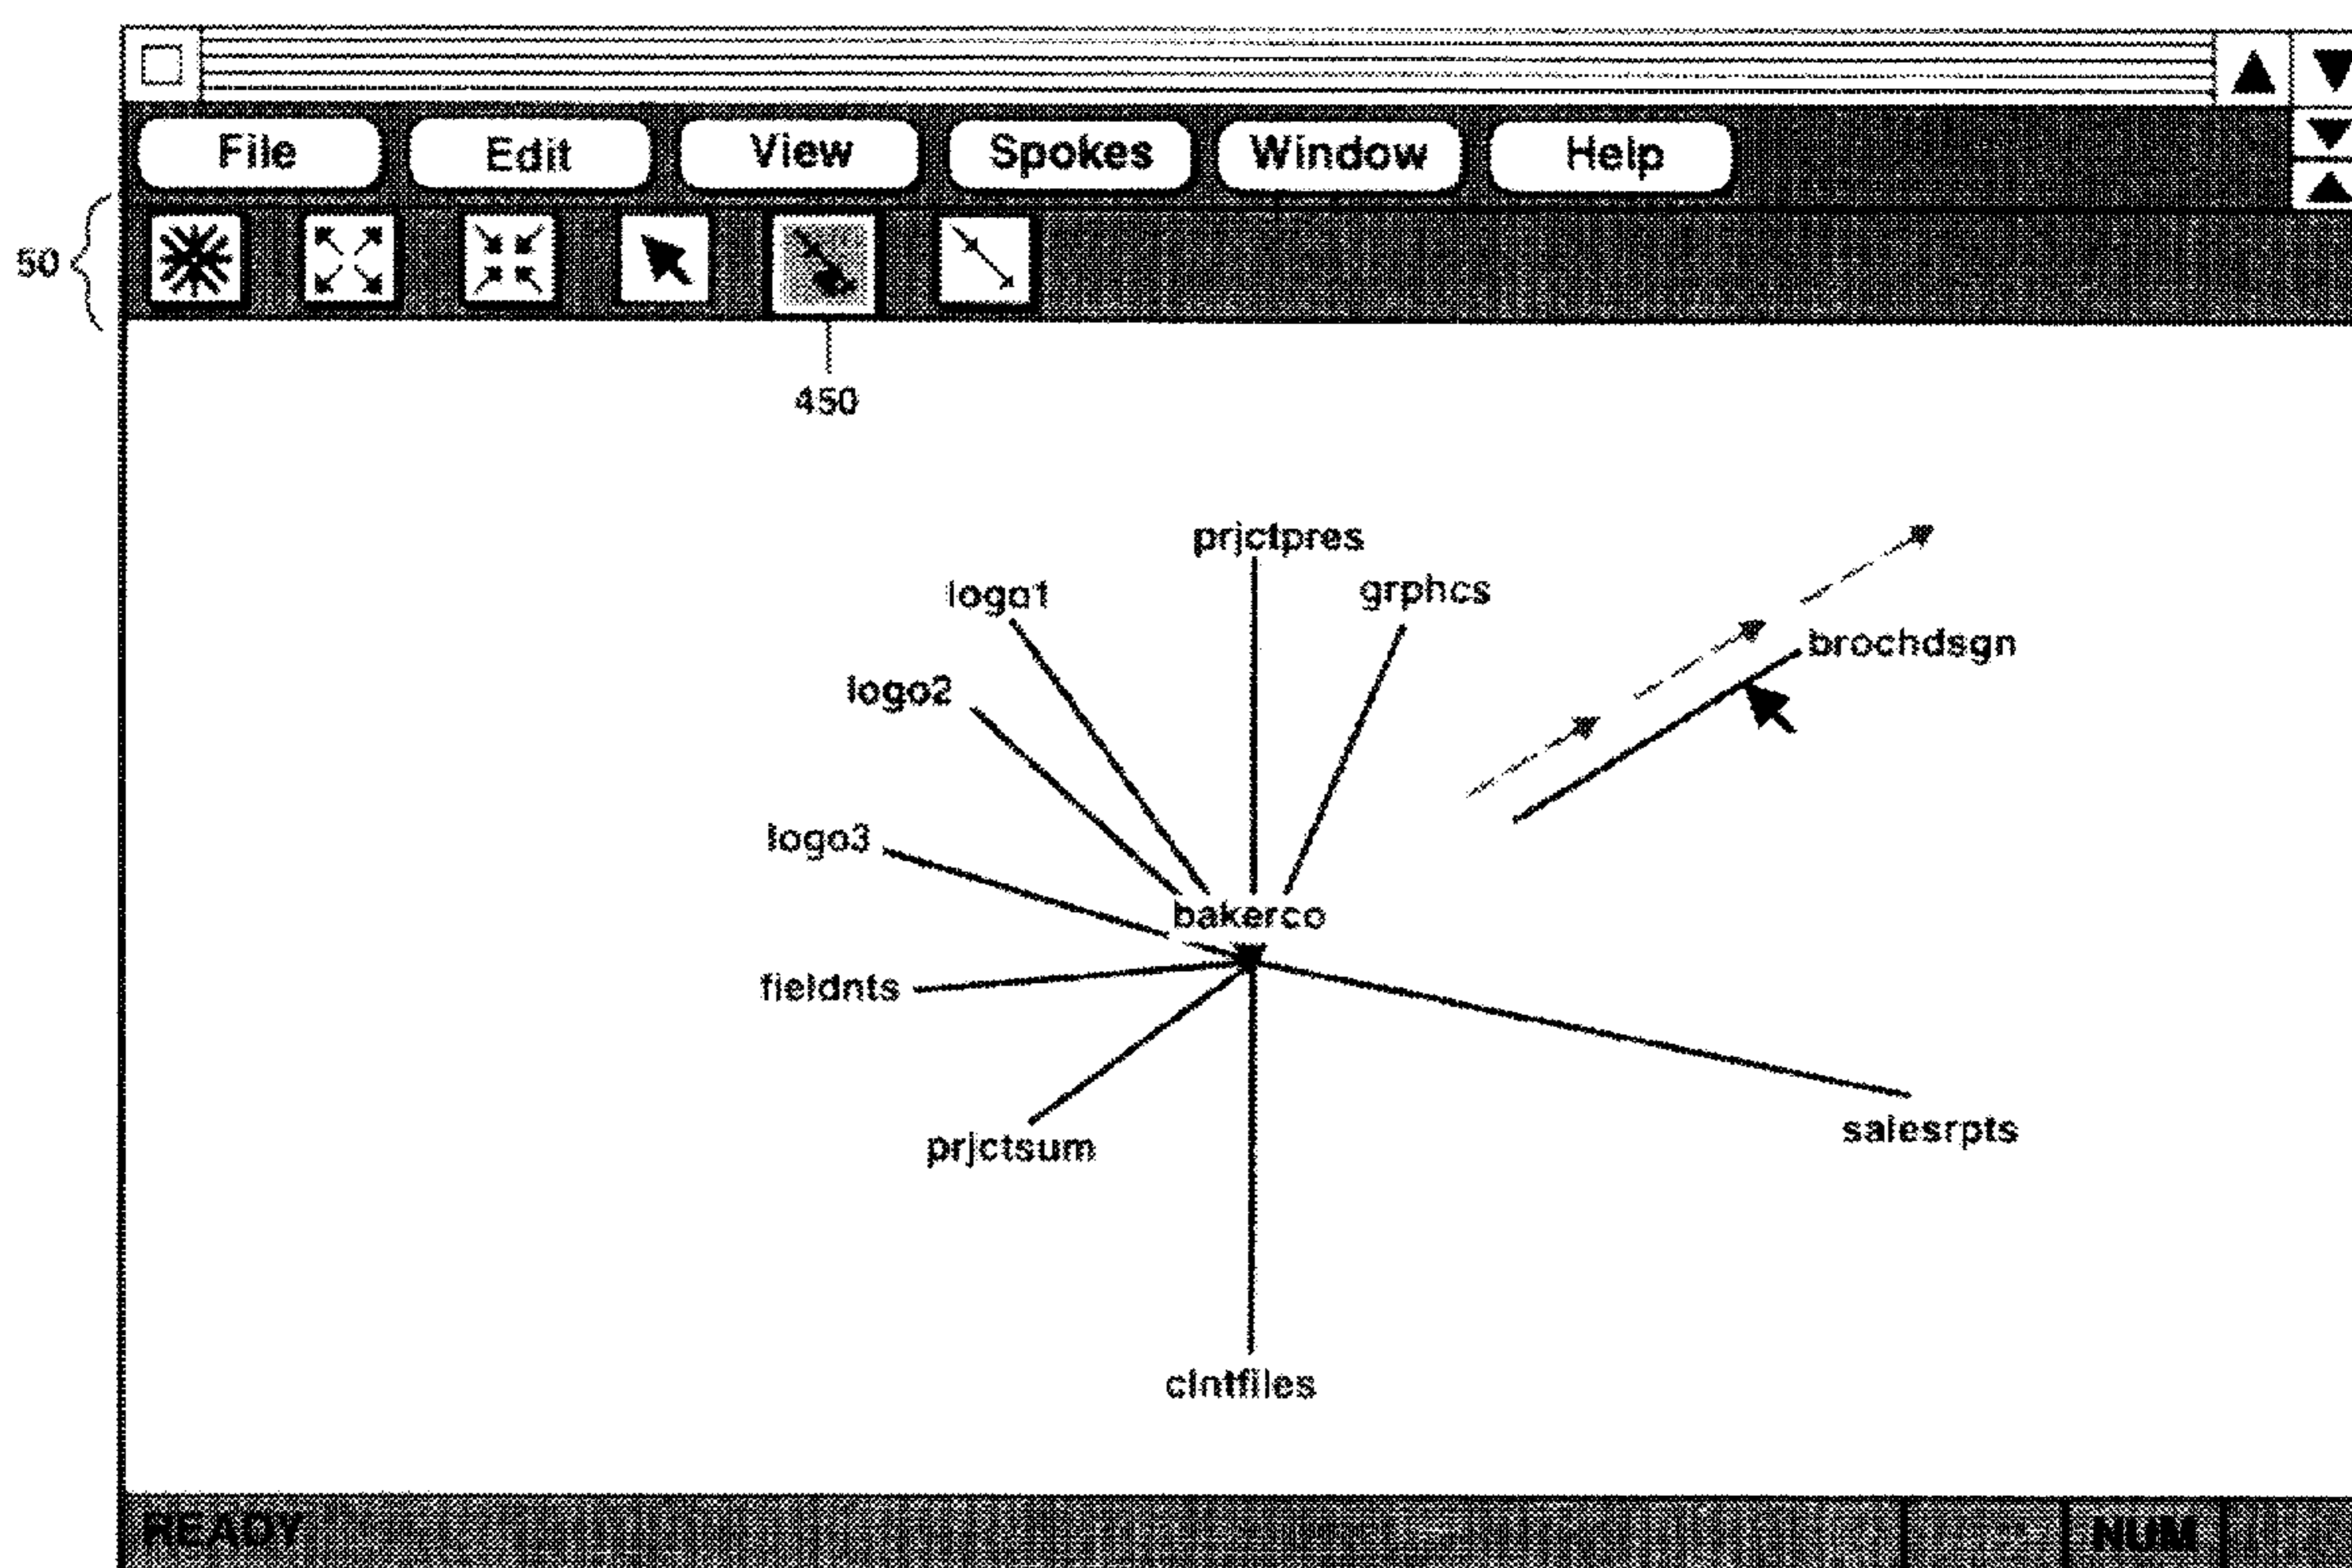 File Edit View Spokes Window Help
50
450
prjctpres
logo1
grphcs
brochdsgn
logo2
logo3
bakerco
fieldnts
salesrpts
prjctsum
clntfiles
READY
NUM